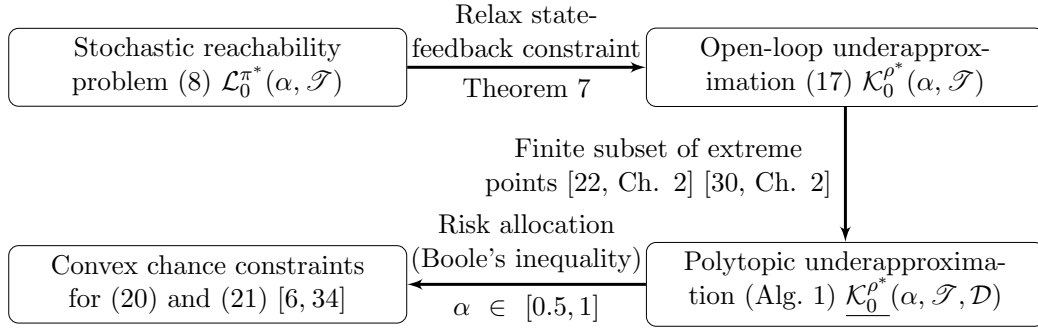 Stochastic reachability
problem (8) $\mathcal{L}_0^{\pi^*}(\alpha, \mathscr{T})$
Relax state-
feedback constraint
Theorem 7
Open-loop underapprox-
imation (17) $\mathcal{K}_0^{\rho^*}(\alpha, \mathscr{T})$
Finite subset of extreme
points [22, Ch. 2] [30, Ch. 2]
Polytopic underapproxima-
tion (Alg. 1) $\underline{\mathcal{K}_0^{\rho^*}}(\alpha, \mathscr{T}, \mathcal{D})$
Risk allocation
(Boole's inequality)
$\alpha \in [0.5, 1]$
Convex chance constraints
for (20) and (21) [6, 34]